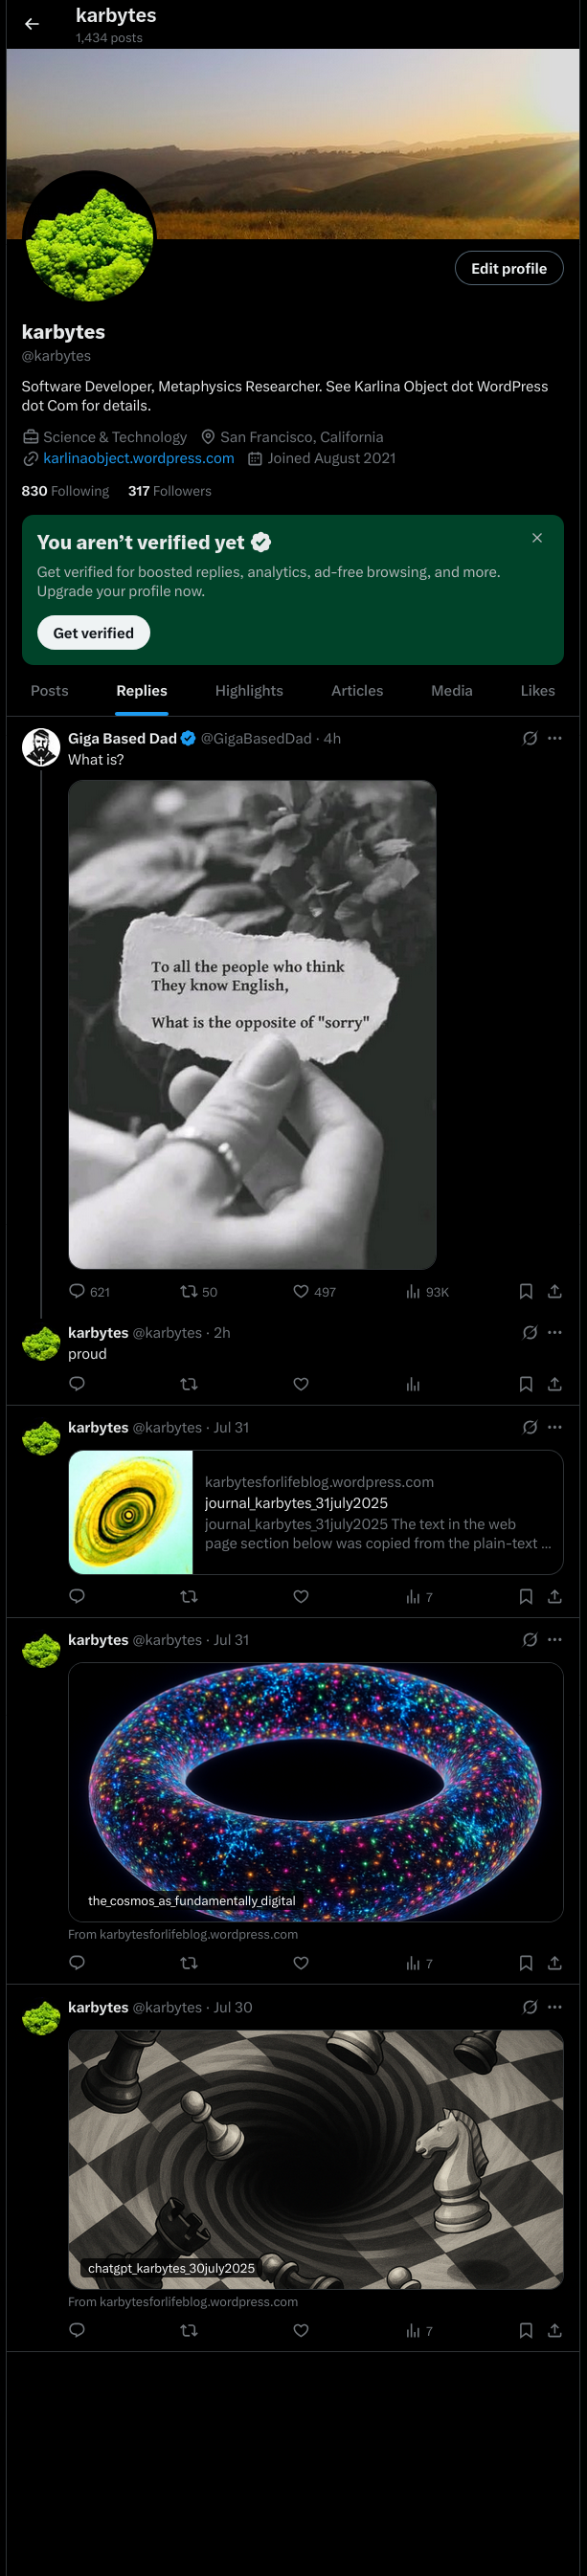 karbytes
1,434 posts
Edit profile
karbytes
@karbytes
Software Developer, Metaphysics Researcher. See Karlina Object dot WordPress
dot Com for details.
Science & Technology San Francisco, California
karlinaobject.wordpress.com Joined August 2021
830 Following 317 Followers
You aren’t verified yet
Get verified for boosted replies, analytics, ad-free browsing, and more.
Upgrade your profile now.
Get verified
Posts Replies Highlights Articles Media Likes
Giga Based Dad @GigaBasedDad · 4h
What is?
To all the people who think
They know English,
What is the opposite of "sorry"
621 50 497 93K
karbytes @karbytes · 2h
proud
karbytes @karbytes · Jul 31
karbytesforlifeblog.wordpress.com
journal_karbytes_31july2025
journal_karbytes_31july2025 The text in the web
page section below was copied from the plain-text ...
7
karbytes @karbytes · Jul 31
the_cosmos_as_fundamentally_digital
From karbytesforlifeblog.wordpress.com
7
karbytes @karbytes · Jul 30
chatgpt_karbytes_30july2025
From karbytesforlifeblog.wordpress.com
7